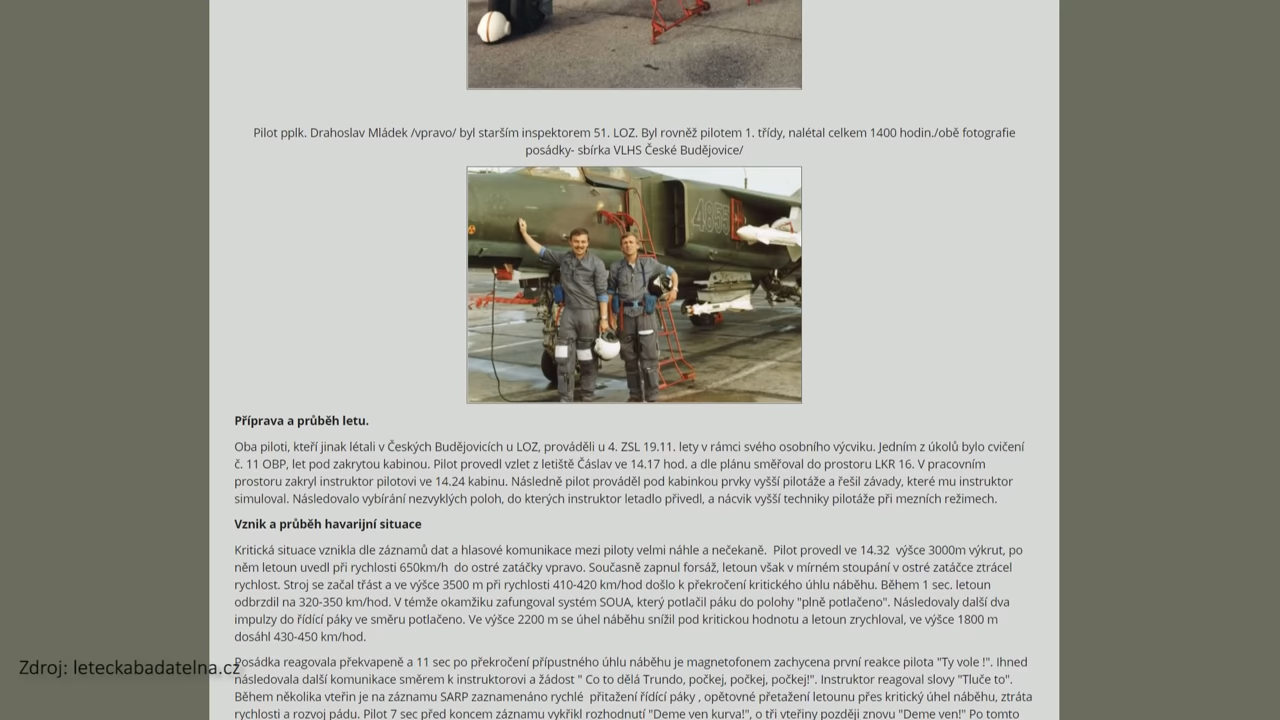 Pilot pplk. Drahoslav Mládek /vpravo/ byl starším inspektorem 51. LOZ. Byl rovněž pilotem 1. třídy, nalétal celkem 1400 hodin./obě fotografie
posádky- sbírka VLHS České Budějovice/
4855
Příprava a průběh letu.
Oba piloti, kteří jinak létali v Českých Budějovicích u LOZ, prováděli u 4. ZSL 19.11. lety v rámci svého osobního výcviku. Jedním z úkolů bylo cvičení
č. 11 OBP, let pod zakrytou kabinou. Pilot provedl vzlet z letiště Čáslav ve 14.17 hod. a dle plánu směřoval do prostoru LKR 16. V pracovním
prostoru zakryl instruktor pilotovi ve 14.24 kabinu. Následně pilot prováděl pod kabinkou prvky vyšší pilotáže a řešil závady, které mu instruktor
simuloval. Následovalo vybírání nezvyklých poloh, do kterých instruktor letadlo přivedl, a nácvik vyšší techniky pilotáže při mezních režimech.
Vznik a průběh havarijní situace
Kritická situace vznikla dle záznamů dat a hlasové komunikace mezi piloty velmi náhle a nečekaně. Pilot provedl ve 14.32 výšce 3000m výkrut, po
něm letoun uvedl při rychlosti 650km/h do ostré zatáčky vpravo. Současně zapnul forsáž, letoun však v mírném stoupání v ostré zatáčce ztrácel
rychlost. Stroj se začal třást a ve výšce 3500 m při rychlosti 410-420 km/hod došlo k překročení kritického úhlu náběhu. Během 1 sec. letoun
odbrzdil na 320-350 km/hod. V témže okamžiku zafungoval systém SOUA, který potlačil páku do polohy "plně potlačeno". Následovaly další dva
impulzy do řídící páky ve směru potlačeno. Ve výšce 2200 m se úhel náběhu snížil pod kritickou hodnotu a letoun zrychloval, ve výšce 1800 m
dosáhl 430-450 km/hod.
Posádka reagovala překvapeně a 11 sec po překročení přípustného úhlu náběhu je magnetofonem zachycena první reakce pilota "Ty vole !". Ihned
Zdroj: leteckabadatelna.cz
následovala další komunikace směrem k instruktorovi a žádost " Co to dělá Trundo, počkej, počkej, počkej!". Instruktor reagoval slovy "Tluče to".
Během několika vteřin je na záznamu SARP zaznamenáno rychlé přitažení řídící páky , opětovné přetažení letounu přes kritický úhel náběhu, ztráta
rychlosti a rozvoj pádu. Pilot 7 sec před koncem záznamu vykřikl rozhodnutí "Deme ven kurva!", o tři vteřiny později znovu "Deme ven!" Po tomto